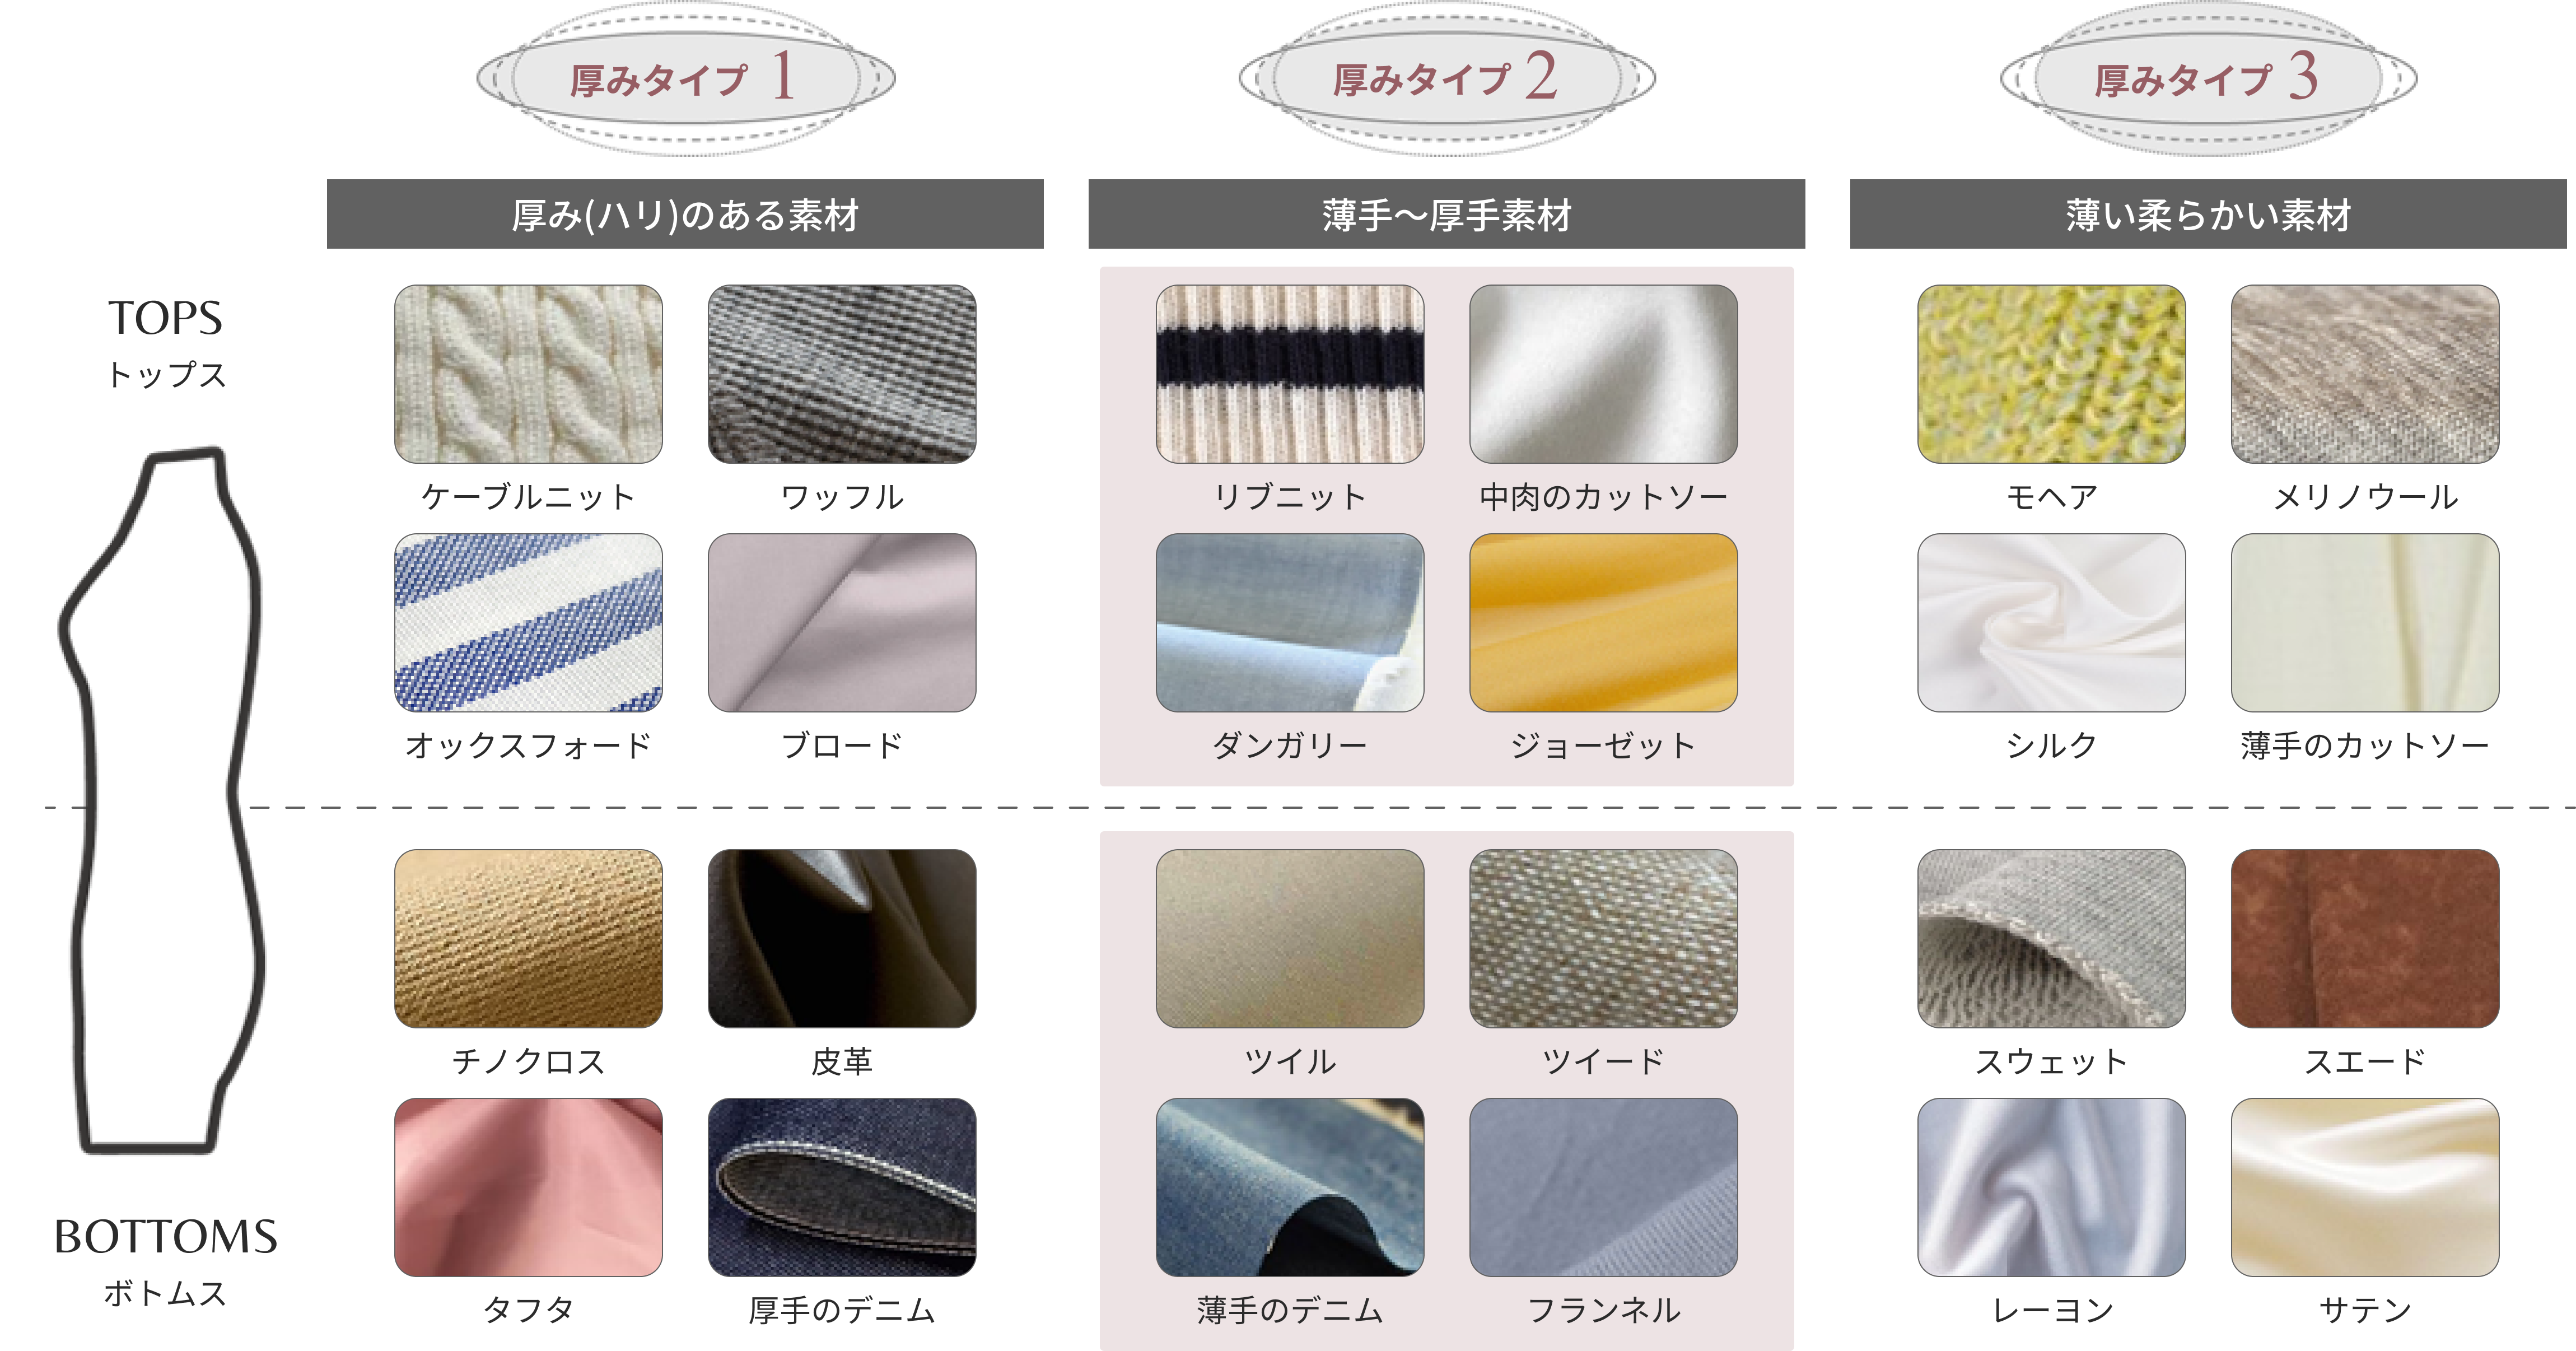 厚みタイプ 1
厚みタイプ 2
厚みタイプ 3
厚み(ハリ)のある素材
薄手～厚手素材
薄い柔らかい素材
TOPS
トップス
ケーブルニット
ワッフル
リブニット
中肉のカットソー
モヘア
メリノウール
オックスフォード
ブロード
ダンガリー
ジョーゼット
シルク
薄手のカットソー
チノクロス
皮革
ツイル
ツイード
スウェット
スエード
BOTTOMS
ボトムス
タフタ
厚手のデニム
薄手のデニム
フランネル
レーヨン
サテン